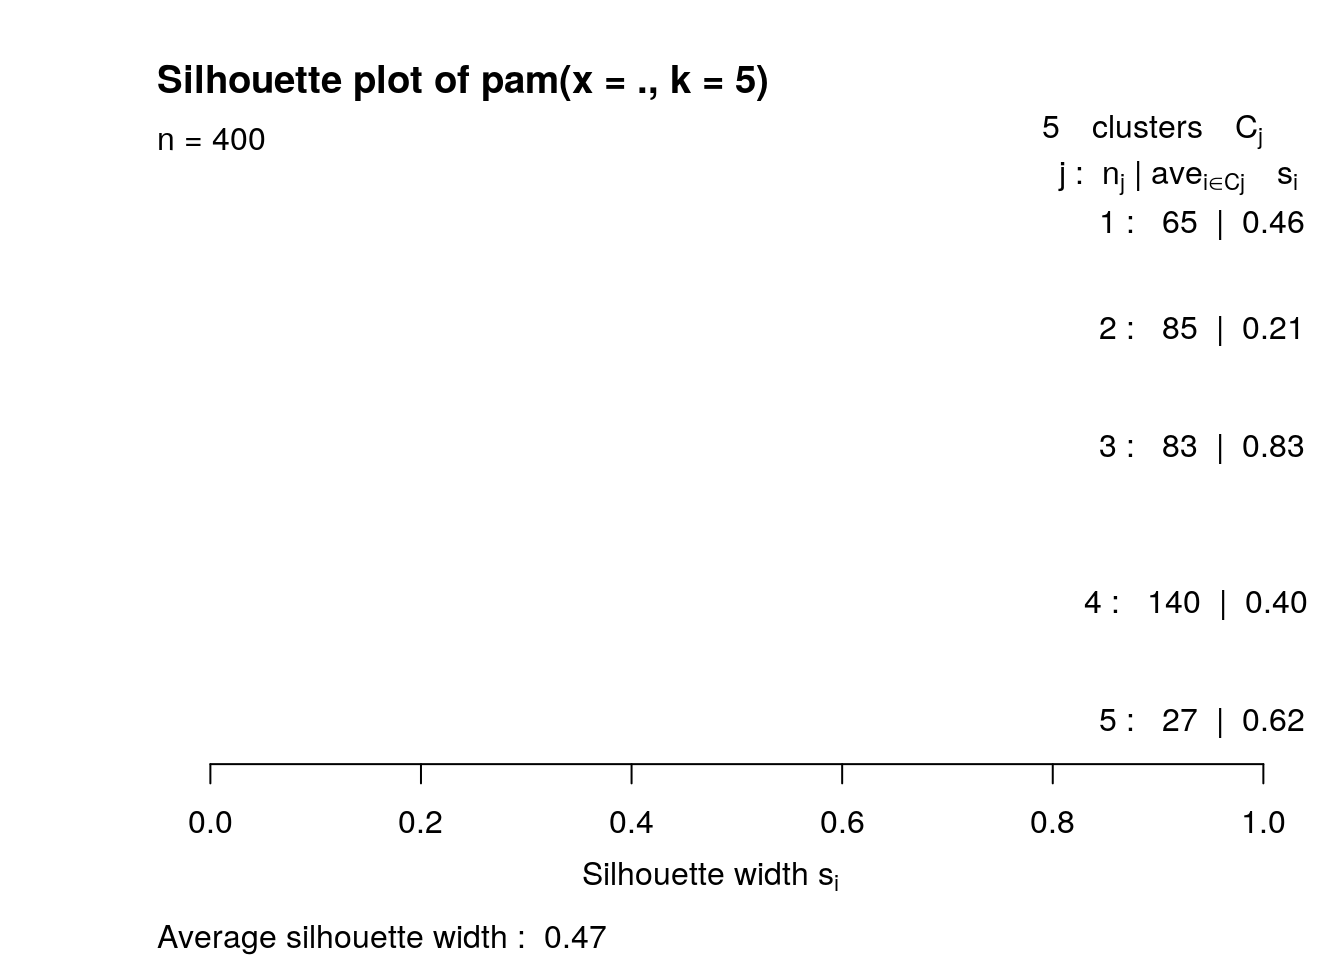 Silhouette plot of pam(x = ., k = 5)
n = 400
5 clusters Cj
j : nj | avei∈Cj si
1 : 65 | 0.46
2 : 85 | 0.21
3 : 83 | 0.83
4 : 140 | 0.40
5 : 27 | 0.62
0.0 0.2 0.4 0.6 0.8 1.0
Silhouette width si
Average silhouette width : 0.47